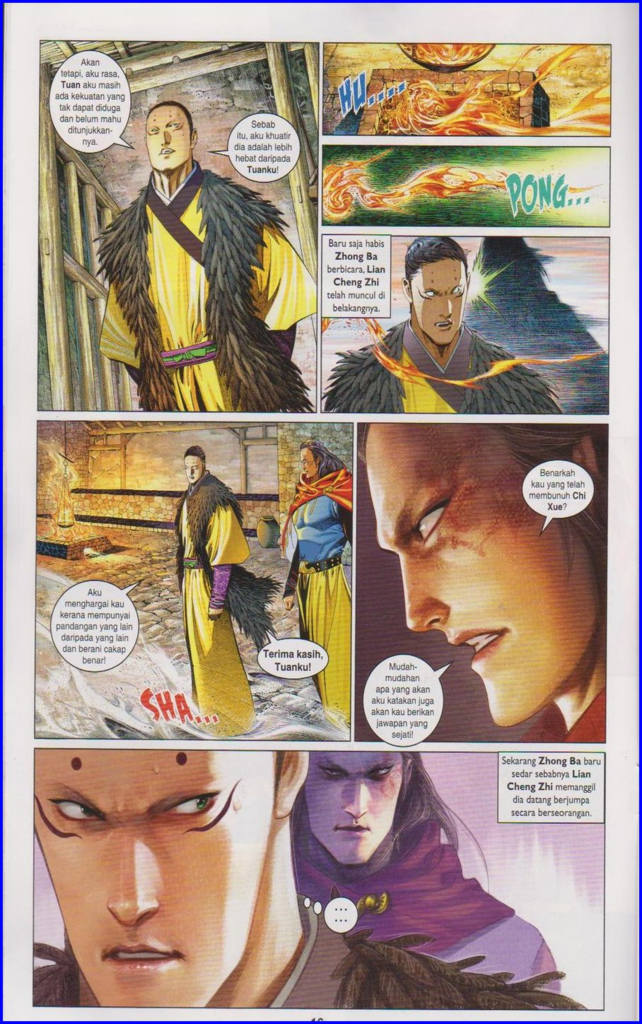 Akan
tetapi, aku rasa,
Tuan aku masih
ada kekuatan yang
tak dapat diduga
dan belum mahu
ditunjukkan-
nya.
Sebab
itu, aku khuatir
dia adalah lebih
hebat daripada
Tuanku!
HU.....
PONG...
Baru saja habis
Zhong Ba
berbicara, Lian
Cheng Zhi
telah muncul di
belakangnya.
Aku
menghargai kau
kerana mempunyai
pandangan yang lain
daripada yang lain
dan berani cakap
benar!
Terima kasih,
Tuanku!
SHA...
Benarkah
kau yang telah
membunuh Chi
Xue?
Mudah-
mudahan
apa yang akan
aku katakan juga
akan kau berikan
jawapan yang
sejati!
Sekarang Zhong Ba baru
sedar sebabnya Lian
Cheng Zhi memanggil
dia datang berjumpa
secara berseorangan.
...